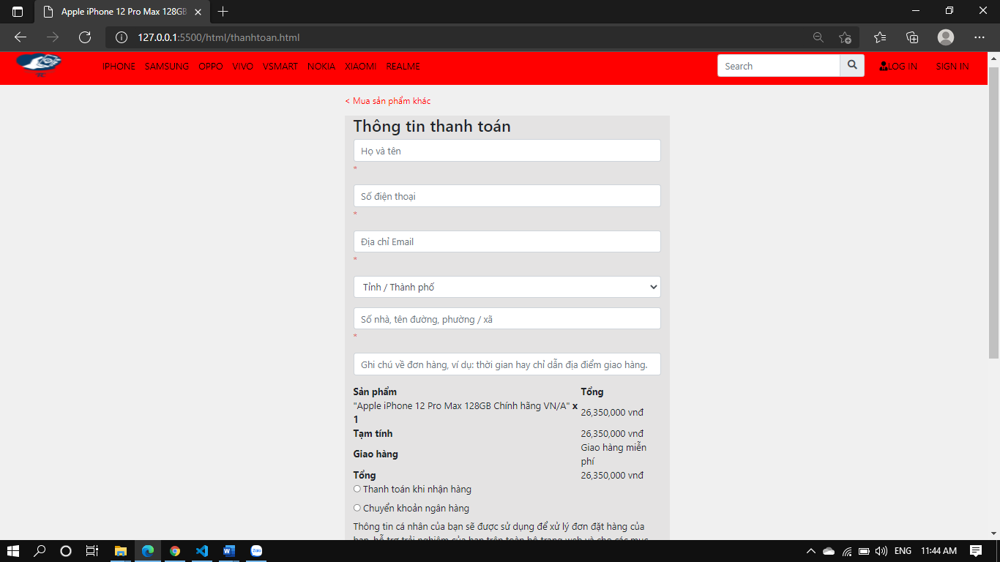 Apple iPhone 12 Pro Max 128GB
127.0.0.1:5500/html/thanhtoan.html
IPHONE SAMSUNG OPPO VIVO VSMART NOKIA XIAOMI REALME Search LOG IN SIGN IN
< Mua sản phẩm khác
Thông tin thanh toán
Họ và tên
*
Số điện thoại
*
Địa chỉ Email
*
Tỉnh / Thành phố
Số nhà, tên đường, phường / xã
*
Ghi chú về đơn hàng, ví dụ: thời gian hay chỉ dẫn địa điểm giao hàng.
Sản phẩm Tổng
"Apple iPhone 12 Pro Max 128GB Chính hãng VN/A" x
1
26,350,000 vnđ
Tạm tính 26,350,000 vnđ
Giao hàng
Giao hàng miễn
phí
Tổng 26,350,000 vnđ
Thanh toán khi nhận hàng
Chuyển khoản ngân hàng
Thông tin cá nhân của bạn sẽ được sử dụng để xử lý đơn đặt hàng của
bạn, hỗ trợ trải nghiệm của bạn trên toàn bộ trang web và cho các mục
Zalo
ENG 11:44 AM